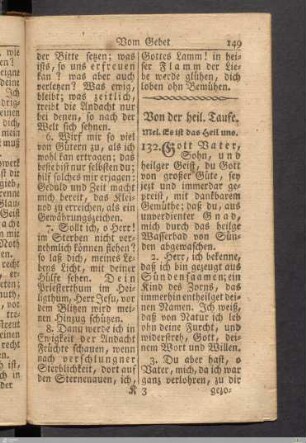 Vom Gebet 149
der Bitte setzen; was
ists, so uns erfreuen
kan? was aber auch
verletzen? Was ewig,
bleibt; was zeitlich,
treibt die Andacht nur
bei denen, so nach der
Welt sich sehnen.
6. Wirf mir so viel
von Gütern zu, als ich
wohl kan ertragen; das
beste bist nur selbsten du;
hilf solches mir erjagen:
Geduld und Zeit macht
mich bereit, das Klei-
nod zu erreichen, als ein
Gewährungszeichen.
7. Sollt ich, o Herr!
im Sterben nicht ver-
nehmlich können flehen?
so laß dich, meines Le-
bens Licht, mit deiner
Hülfe sehen. Dein
Priesterthum im Hei-
ligthum, Herr Jesu, vor
dem Blitzen wird mei-
nen Hinzug schützen.
8. Dann werde ich in
Ewigkeit der Andacht
Früchte schauen, wenn
nach verschlungner
Sterblichkeit, dort auf
den Sternenauen, ich,
Gottes Lamm! in hei-
ser Flamm der Lie-
be werde glühen, dich
loben ohn Bemühen.
Von der heil. Taufe.
Mel. Es ist das Heil uns.
132. Gott Vater,
Sohn, und
heilger Geist, du Gott
von großer Güte, sey
jetzt und immerdar ge-
preist, mit dankbarem
Gemüthe; daß du, aus
unverdienter Gnad,
mich durch das heilge
Wasserbad von Sün-
den abgewaschen.
2. Herr, ich bekenne,
daß ich bin gezeugt aus
Sündensaamen; ein
Kind des Zorns, das
immerhin entheilget dei-
nen Namen. Ich weiß,
daß von Natur ich leb
ohn deine Furcht, und
widerstreb, Gott, dei-
nem Wort und Willen.
3. Du aber hast, o
Vater, mich, da ich war
ganz verlohren, zu dir
K 3 gezo-